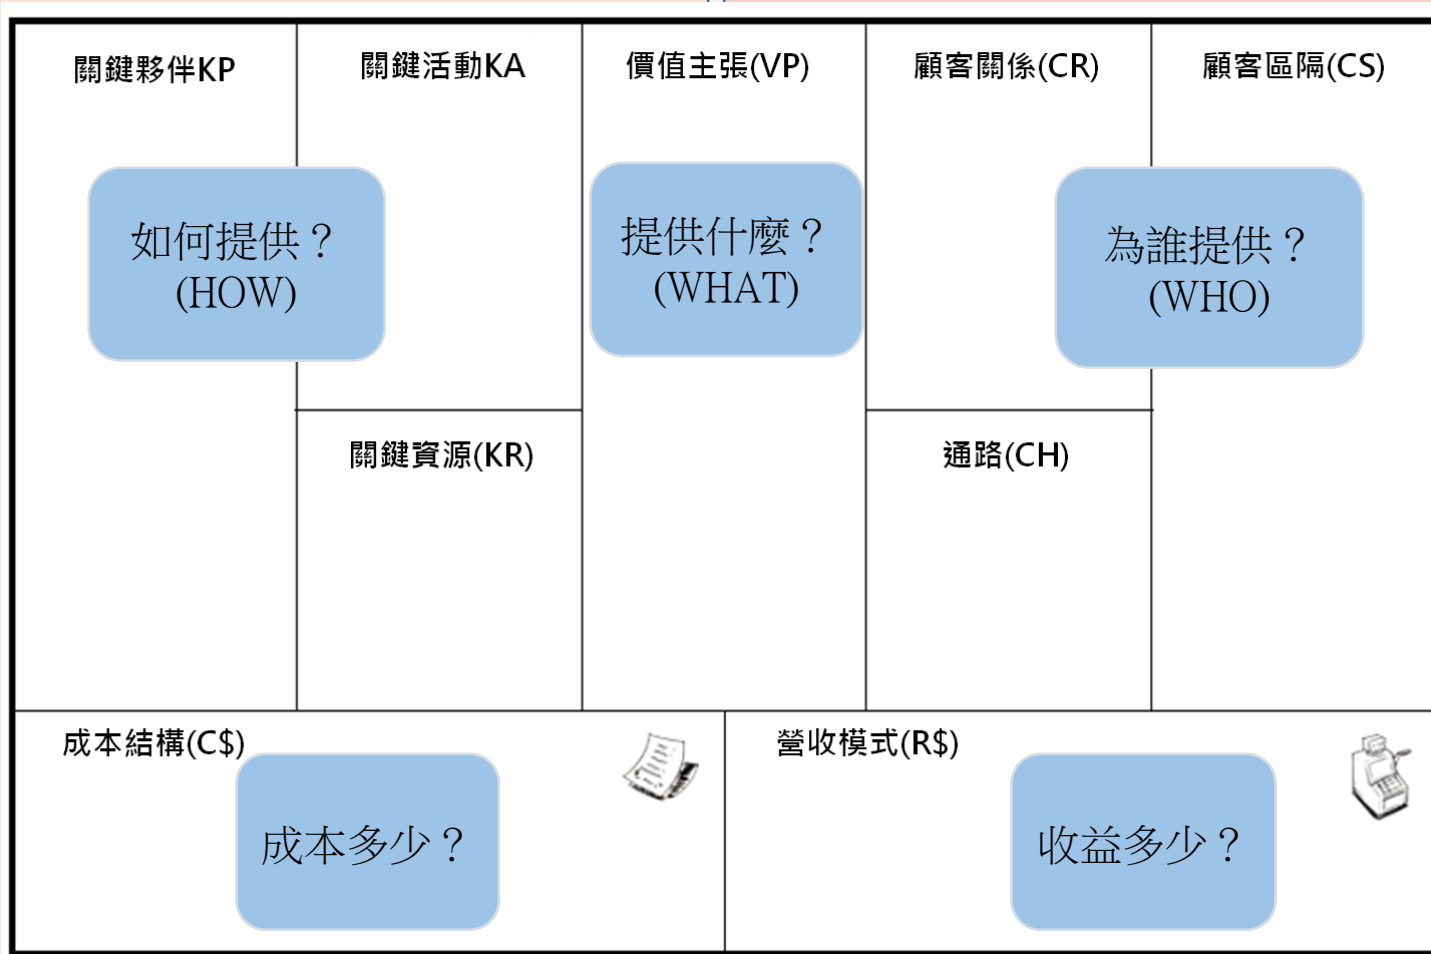 關鍵夥伴KP
關鍵活動KA
價值主張(VP)
顧客關係(CR)
顧客區隔(CS)
如何提供？
(HOW)
提供什麼？
(WHAT)
為誰提供？
(WHO)
關鍵資源(KR)
通路(CH)
成本結構(C$)
營收模式(R$)
成本多少？
收益多少？